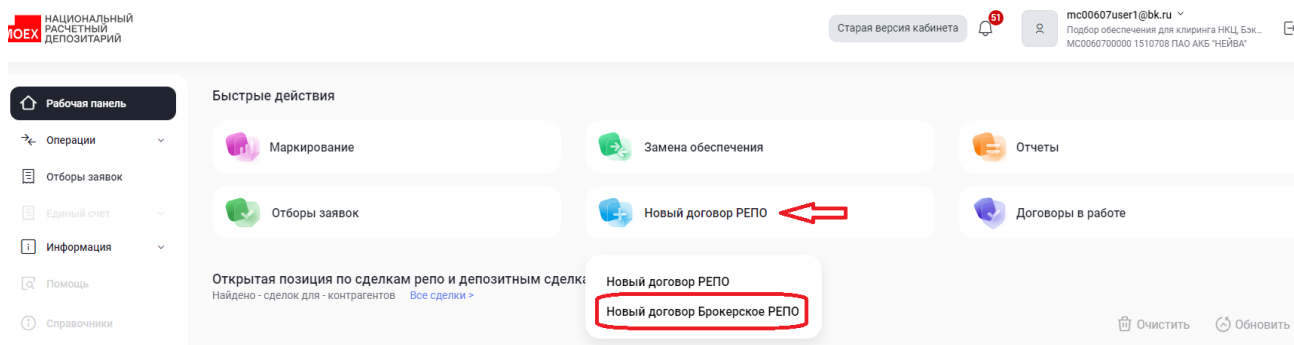 НАЦИОНАЛЬНЫЙ
MOEX РАСЧЕТНЫЙ
ДЕПОЗИТАРИЙ
Старая версия кабинета
51
mc00607user1@bk.ru
Подбор обеспечения для клиринга НКЦ, Бэк...
MC0060700000 1510708 ПАО АКБ "НЕЙВА"
Рабочая панель
Операции
Отборы заявок
Единый счет
Информация
Помощь
Справочники
Быстрые действия
Маркирование
Замена обеспечения
Отчеты
Отборы заявок
Новый договор РЕПО
Договоры в работе
Открытая позиция по сделкам репо и депозитным сделка
Найдено - сделок для - контрагентов Все сделки >
Новый договор РЕПО
Новый договор Брокерское РЕПО
Очистить
Обновить